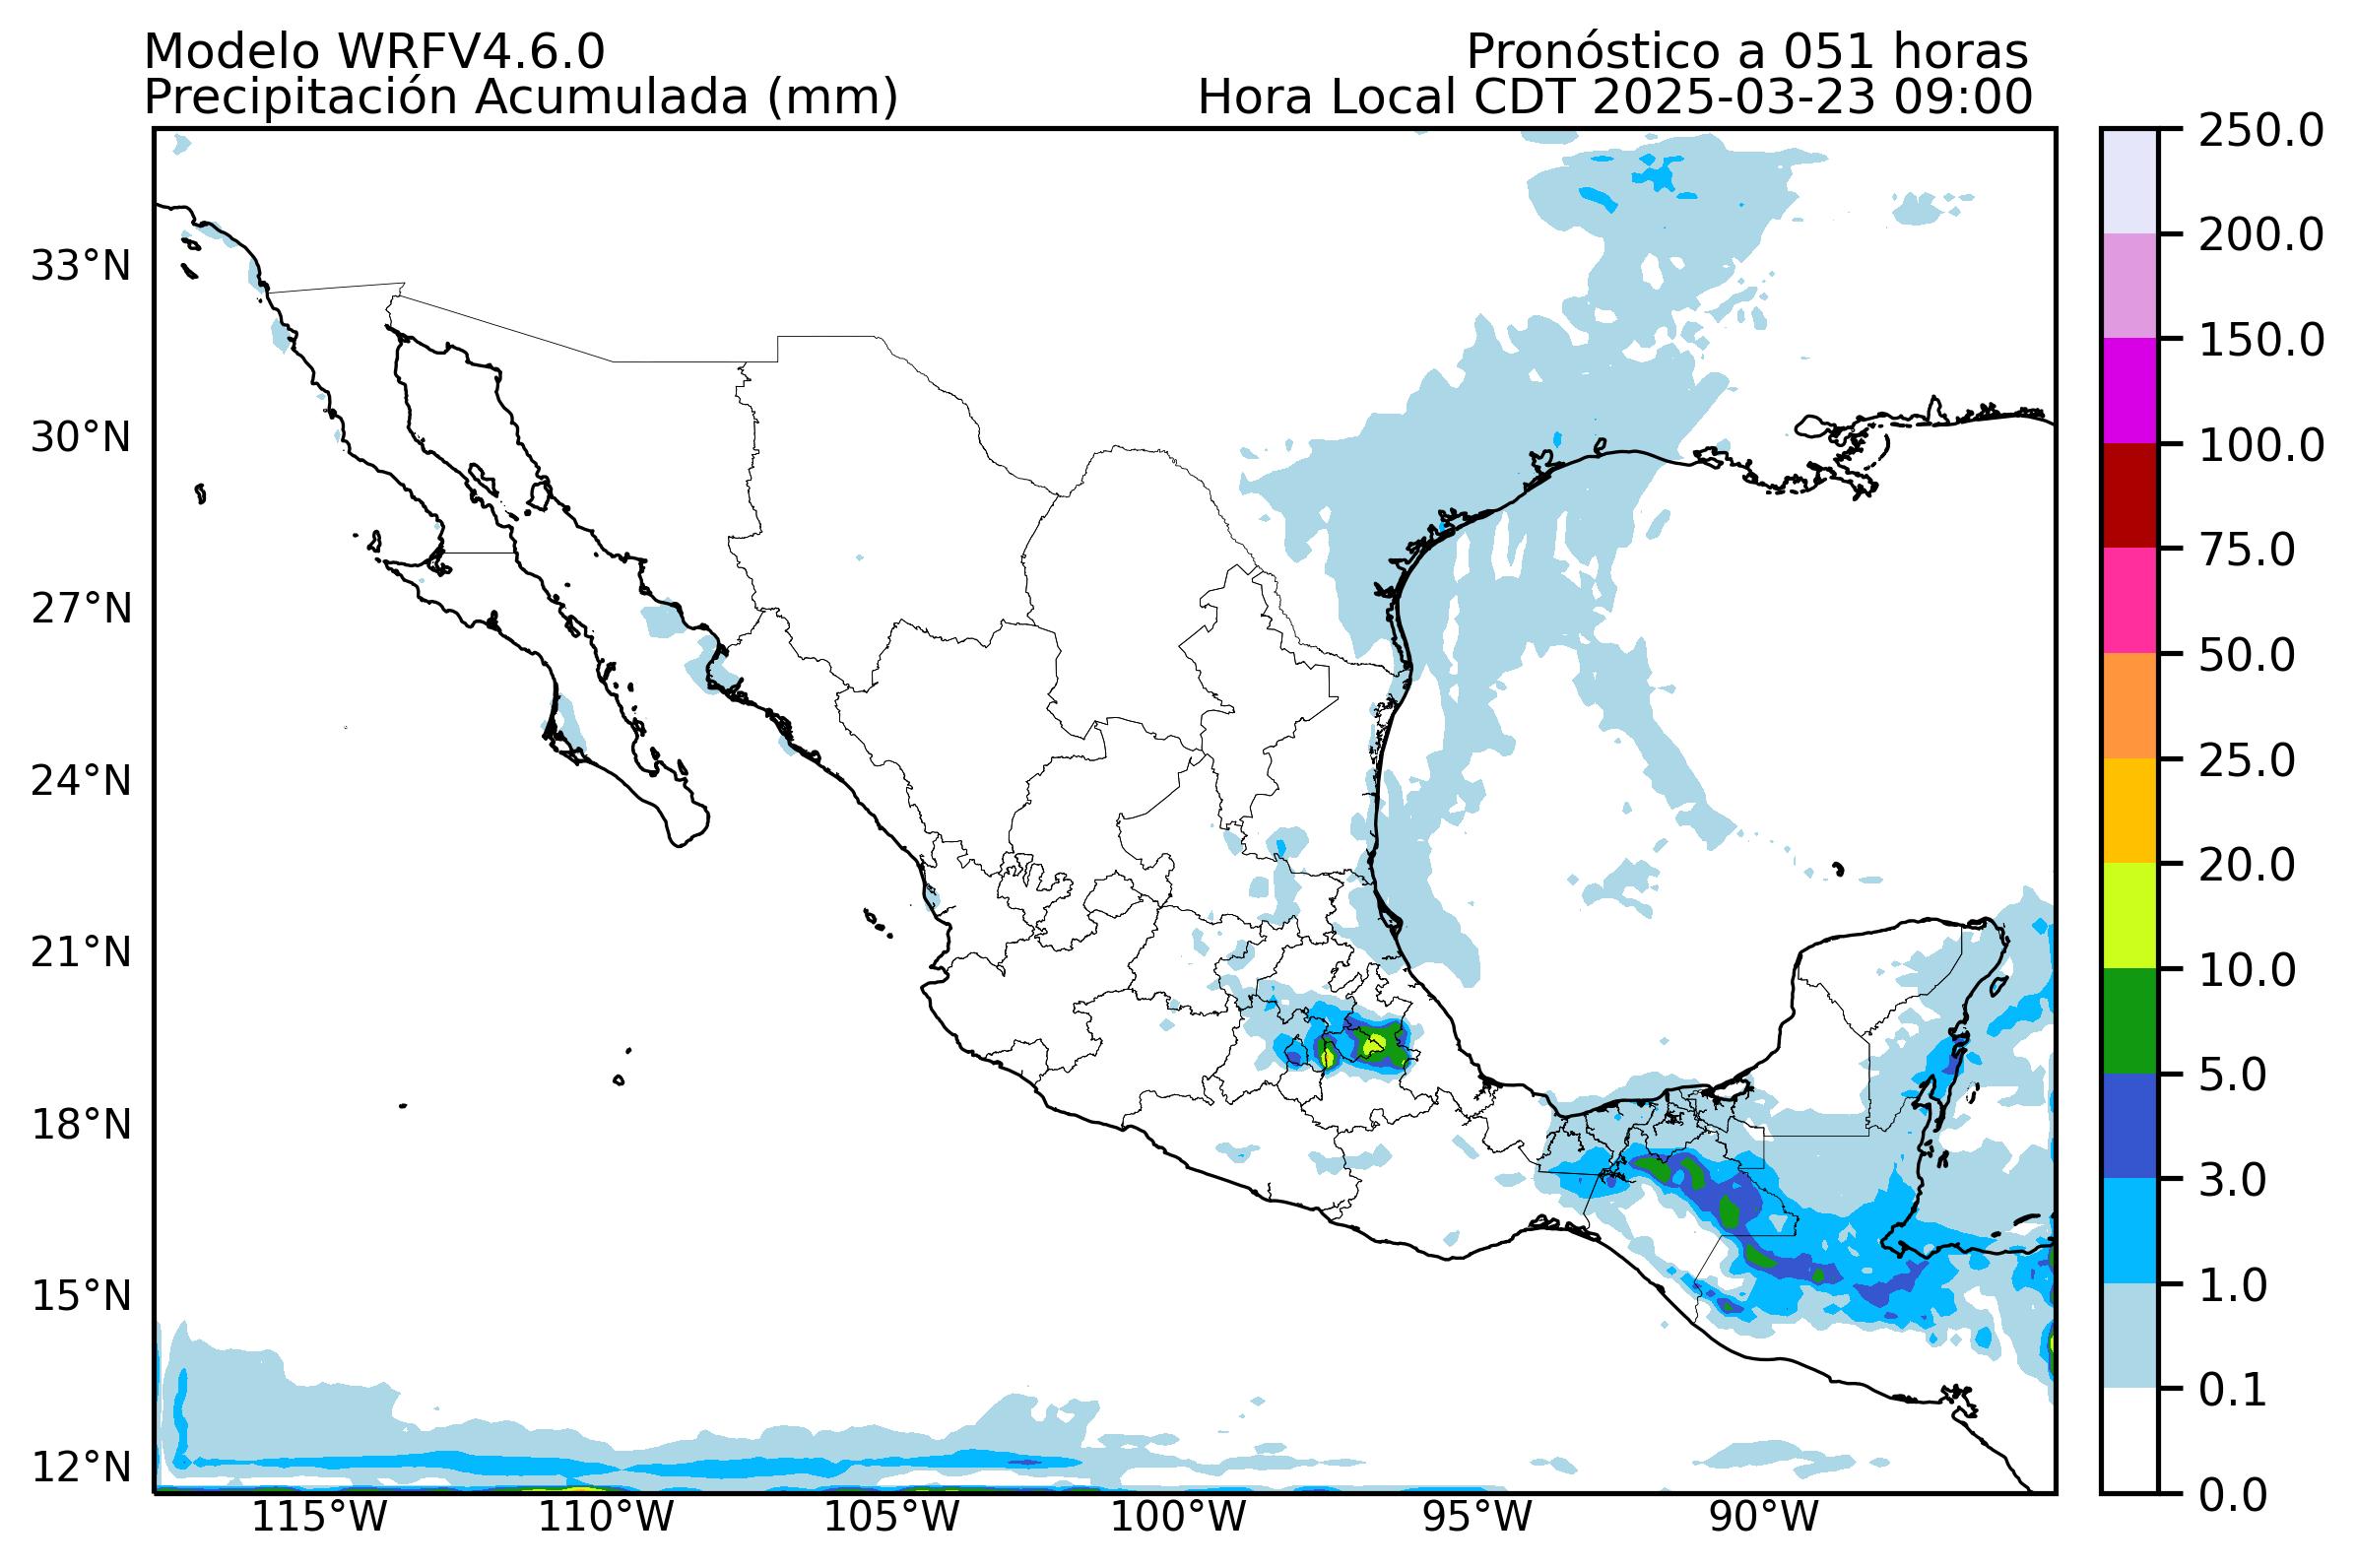 Modelo WRFV4.6.0
Pronóstico a 051 horas
Precipitación Acumulada (mm)
Hora Local CDT 2025-03-23 09:00
33°N
30°N
27°N
24°N
21°N
18°N
15°N
12°N
115°W
110°W
105°W
100°W
95°W
90°W
250.0
200.0
150.0
100.0
75.0
50.0
25.0
20.0
10.0
5.0
3.0
1.0
0.1
0.0